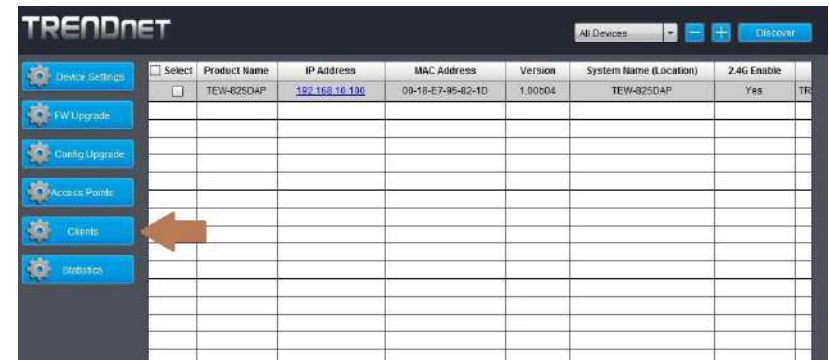 TRENDnET
All Devices
Discover
Device Settings
FW Upgrade
Config Upgrade
Access Points
Clients
Statistics
Select Product Name IP Address MAC Address Version System Name (Location) 2.4G Enable
TEW-825DAP 192.168.10.100 00-18-E7-95-82-1D 1.00b04 TEW-825DAP Yes TR